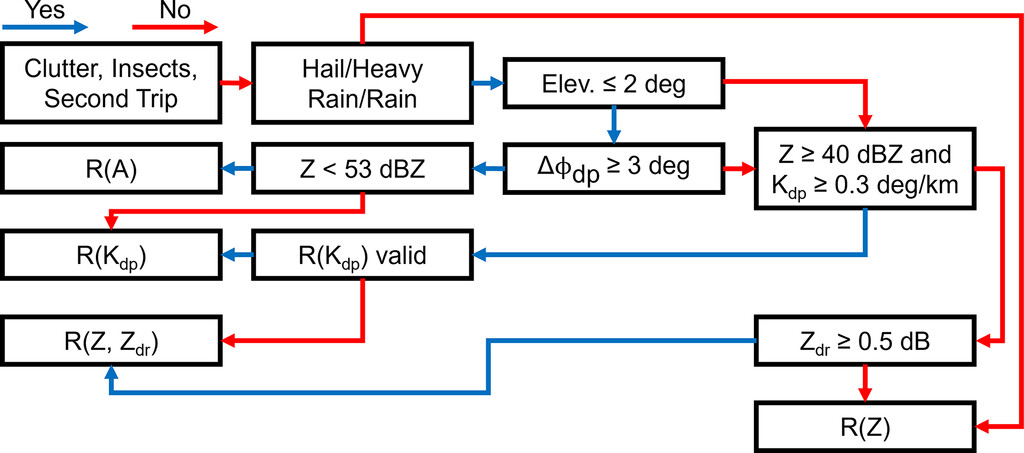 Yes
No
Clutter, Insects,
Second Trip
Hail/Heavy
Rain/Rain
Elev. ≤ 2 deg
R(A)
Z < 53 dBZ
Δϕdp ≥ 3 deg
Z ≥ 40 dBZ and
Kdp ≥ 0.3 deg/km
R(Kdp)
R(Kdp) valid
R(Z, Zdr)
Zdr ≥ 0.5 dB
R(Z)